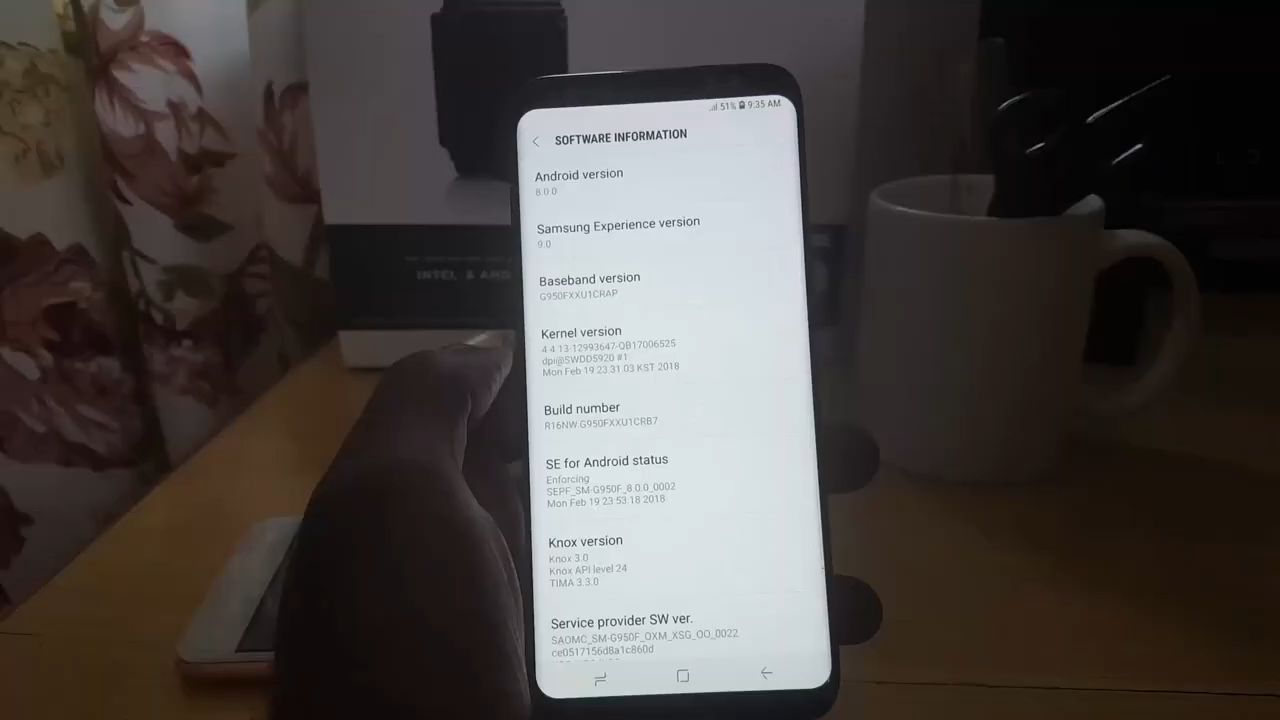 51% 9:35 AM
SOFTWARE INFORMATION
Android version
8.0.0
Samsung Experience version
9.0
Baseband version
G950FXXU1CRAP
Kernel version
4.4.13-12993647-QB17006525
dpi@SWDD5920 #1
Mon Feb 19 23:31:03 KST 2018
Build number
R16NW.G950FXXU1CRB7
SE for Android status
Enforcing
SEPF_SM-G950F_8.0.0_0002
Mon Feb 19 23:53:18 2018
Knox version
Knox 3.0
Knox API level 24
TIMA 3.3.0
Service provider SW ver.
SAOMC_SM-G950F_OXM_XSG_OO_0022
ce0517156d8a1c860d
INTEL & AMD